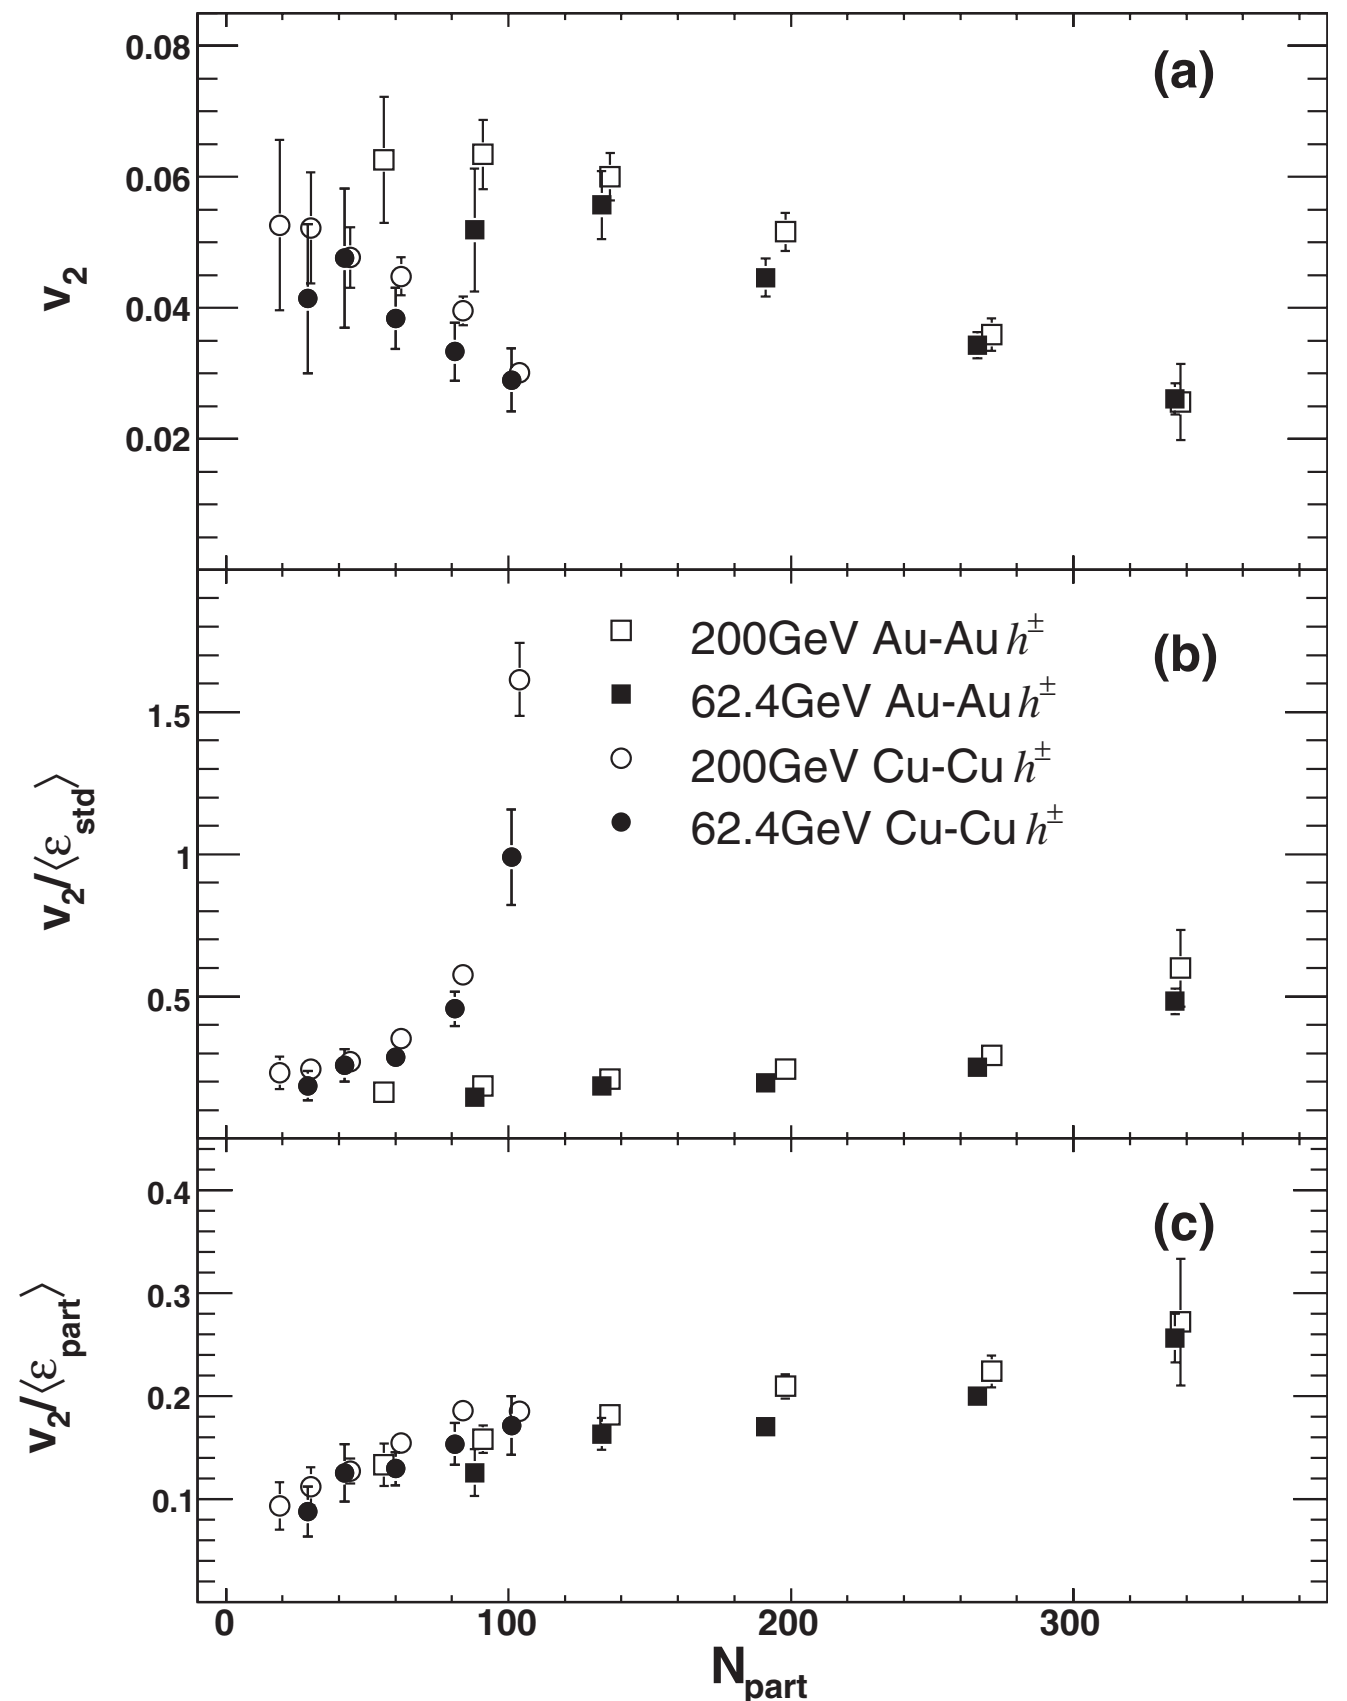 (a)
0.08
0.06
0.04
0.02
v2
(b)
200GeV Au-Au h±
62.4GeV Au-Au h±
200GeV Cu-Cu h±
62.4GeV Cu-Cu h±
1.5
1
0.5
v2/⟨εstd⟩
(c)
0.4
0.3
0.2
0.1
v2/⟨εpart⟩
0 100 200 300
Npart